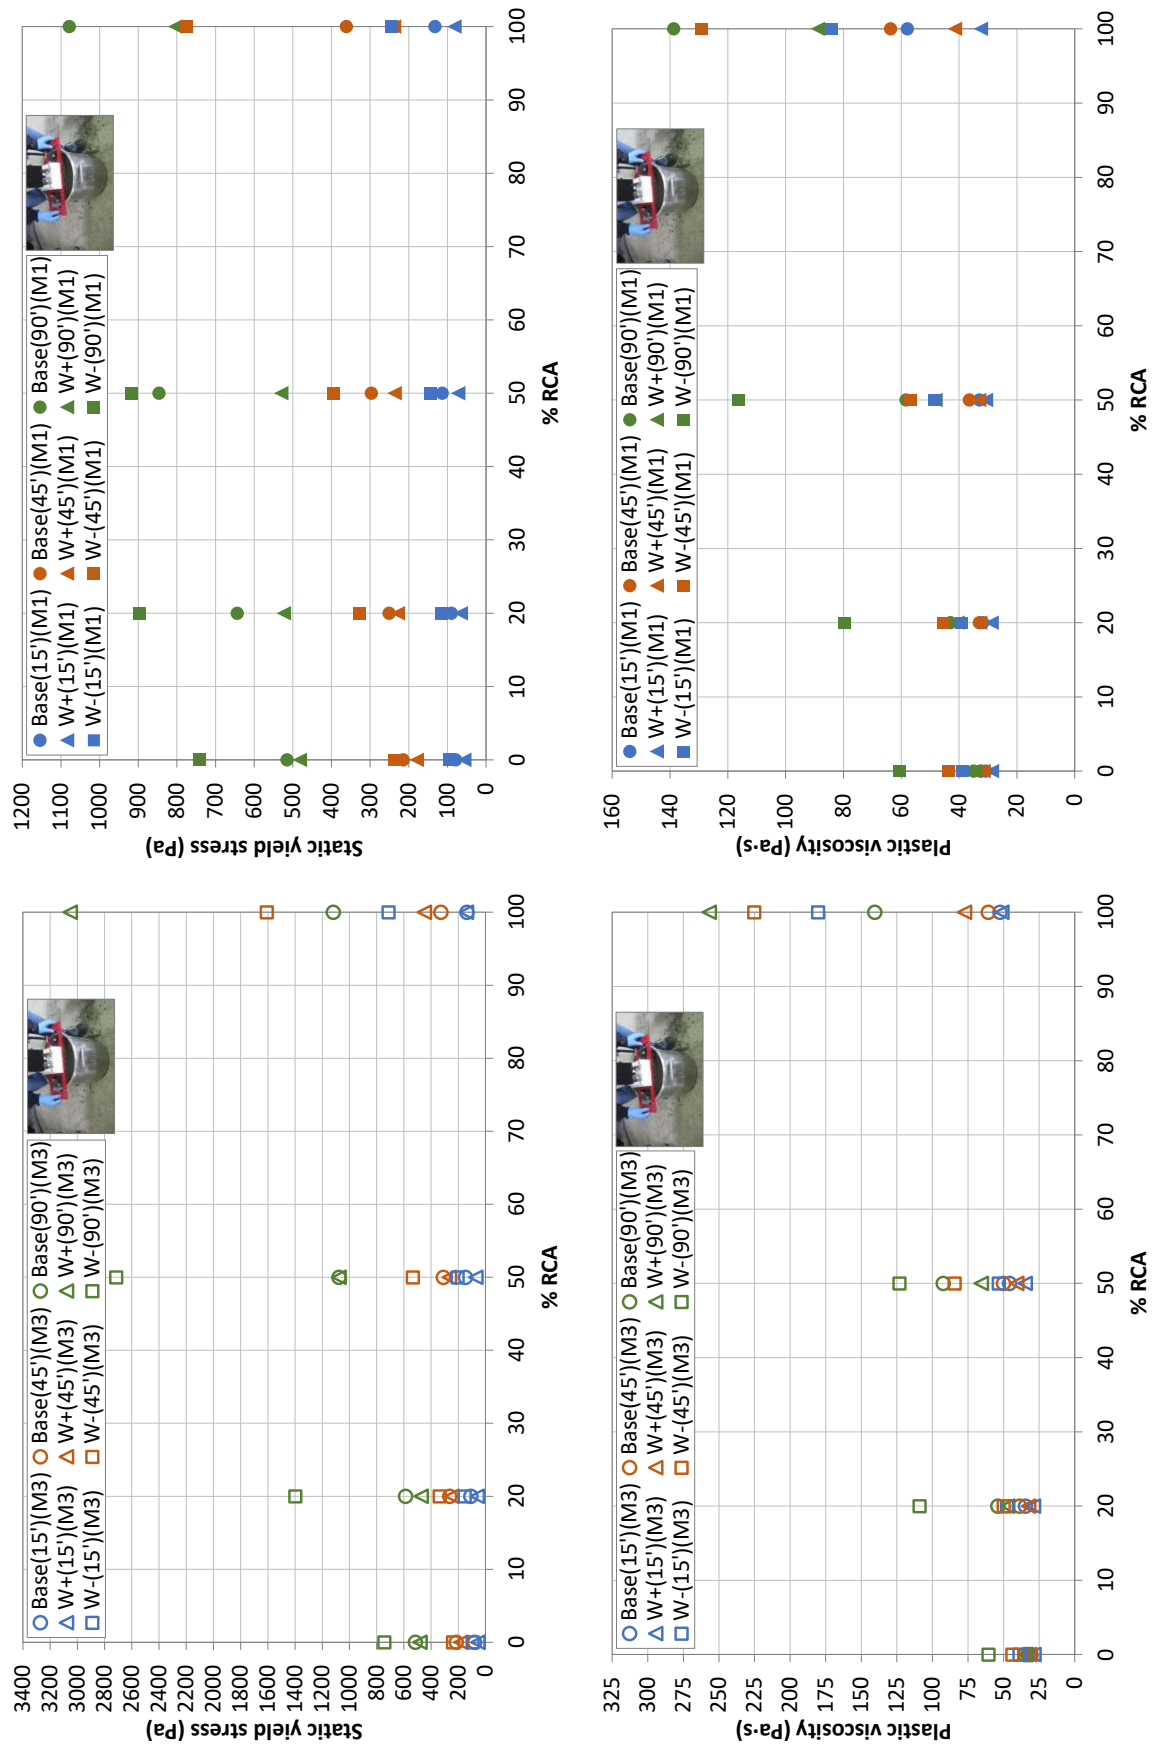 Static yield stress (Pa)
3400
3200
3000
2800
2600
2400
2200
2000
1800
1600
1400
1200
1000
800
600
400
200
0
Base(15')(M3) Base(45')(M3) Base(90')(M3)
W+(15')(M3) W+(45')(M3) W+(90')(M3)
W-(15')(M3) W-(45')(M3) W-(90')(M3)
0 10 20 30 40 50 60 70 80 90 100
% RCA
Static yield stress (Pa)
1200
1100
1000
900
800
700
600
500
400
300
200
100
0
Base(15')(M1) Base(45')(M1) Base(90')(M1)
W+(15')(M1) W+(45')(M1) W+(90')(M1)
W-(15')(M1) W-(45')(M1) W-(90')(M1)
0 10 20 30 40 50 60 70 80 90 100
% RCA
Plastic viscosity (Pa·s)
325
300
275
250
225
200
175
150
125
100
75
50
25
0
Base(15')(M3) Base(45')(M3) Base(90')(M3)
W+(15')(M3) W+(45')(M3) W+(90')(M3)
W-(15')(M3) W-(45')(M3) W-(90')(M3)
0 10 20 30 40 50 60 70 80 90 100
% RCA
Plastic viscosity (Pa·s)
160
140
120
100
80
60
40
20
0
Base(15')(M1) Base(45')(M1) Base(90')(M1)
W+(15')(M1) W+(45')(M1) W+(90')(M1)
W-(15')(M1) W-(45')(M1) W-(90')(M1)
0 10 20 30 40 50 60 70 80 90 100
% RCA